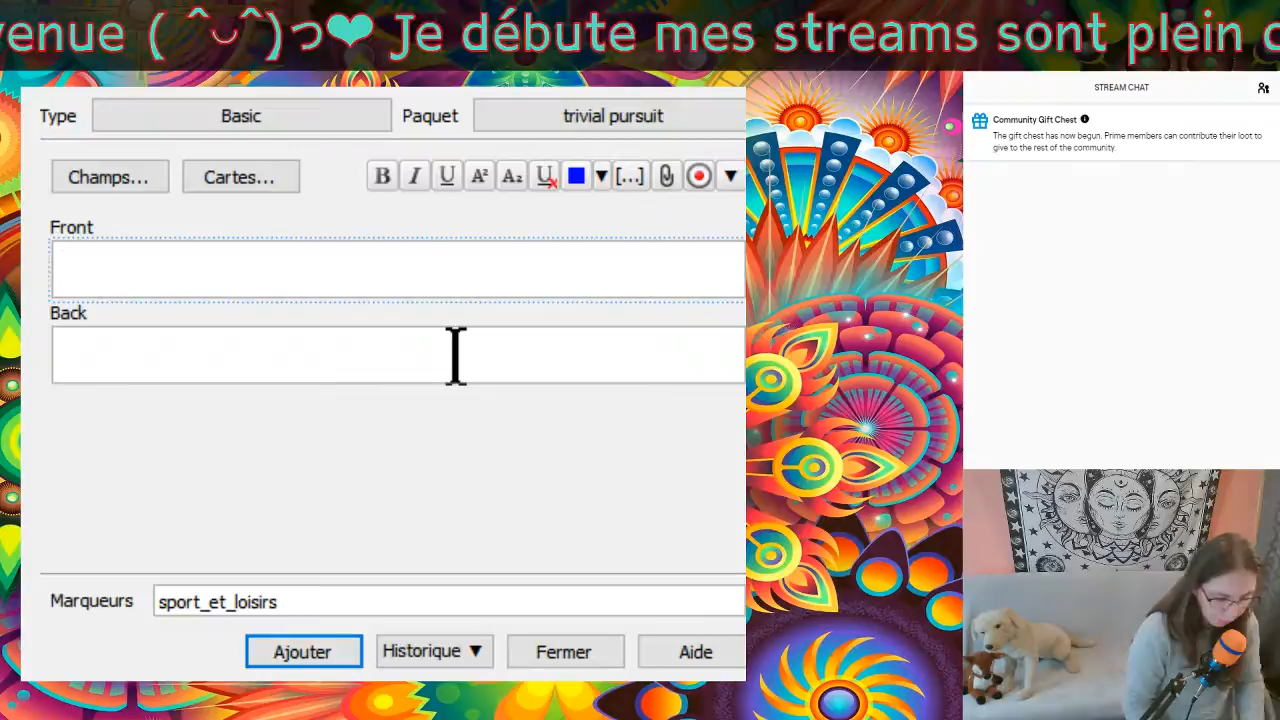 venue ( ˆᴗˆ)つ❤ Je débute mes streams sont plein
Type Basic Paquet trivial pursuit
Champs... Cartes... B I U A² A₂ U [...]
Front
Back
Marqueurs sport_et_loisirs
Ajouter Historique ▼ Fermer Aide
STREAM CHAT
Community Gift Chest
The gift chest has now begun. Prime members can contribute their loot to
give to the rest of the community.